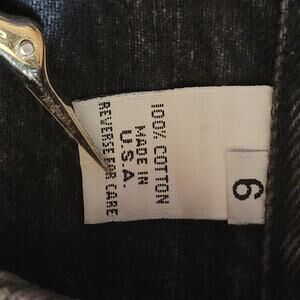 100% COTTON
MADE IN
U.S.A.
REVERSE FOR CARE
6